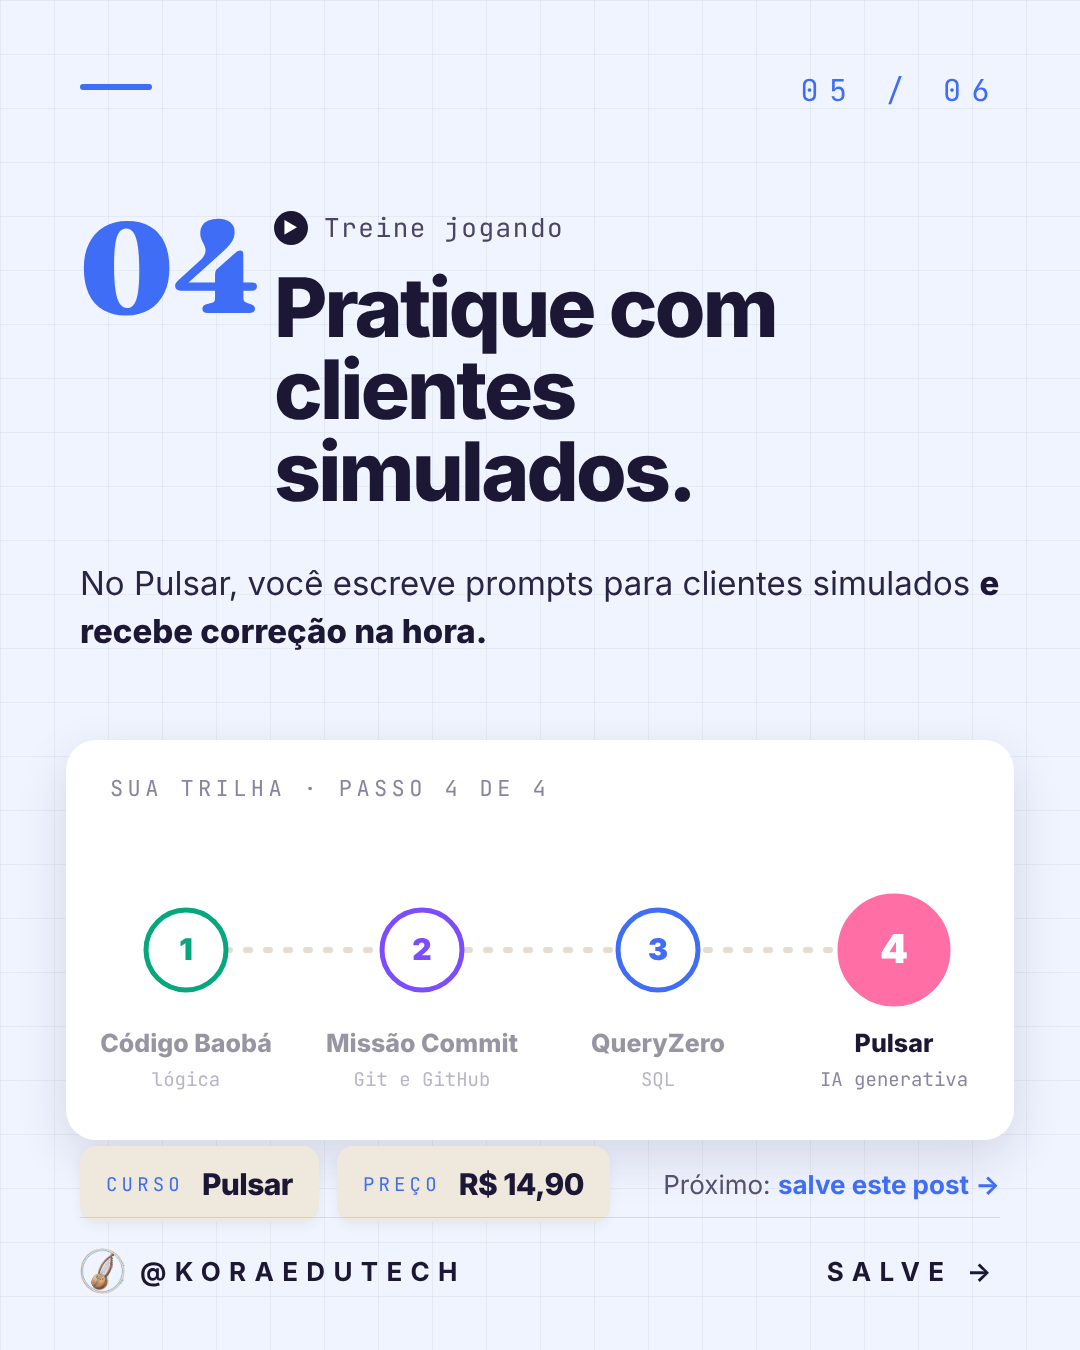 05 / 06
04
Treine jogando
Pratique com
clientes
simulados.
No Pulsar, você escreve prompts para clientes simulados e
recebe correção na hora.
SUA TRILHA · PASSO 4 DE 4
1 2 3 4
Código Baobá Missão Commit QueryZero Pulsar
lógica Git e GitHub SQL IA generativa
CURSO Pulsar PREÇO R$ 14,90 Próximo: salve este post →
@KORAEDUTECH SALVE →